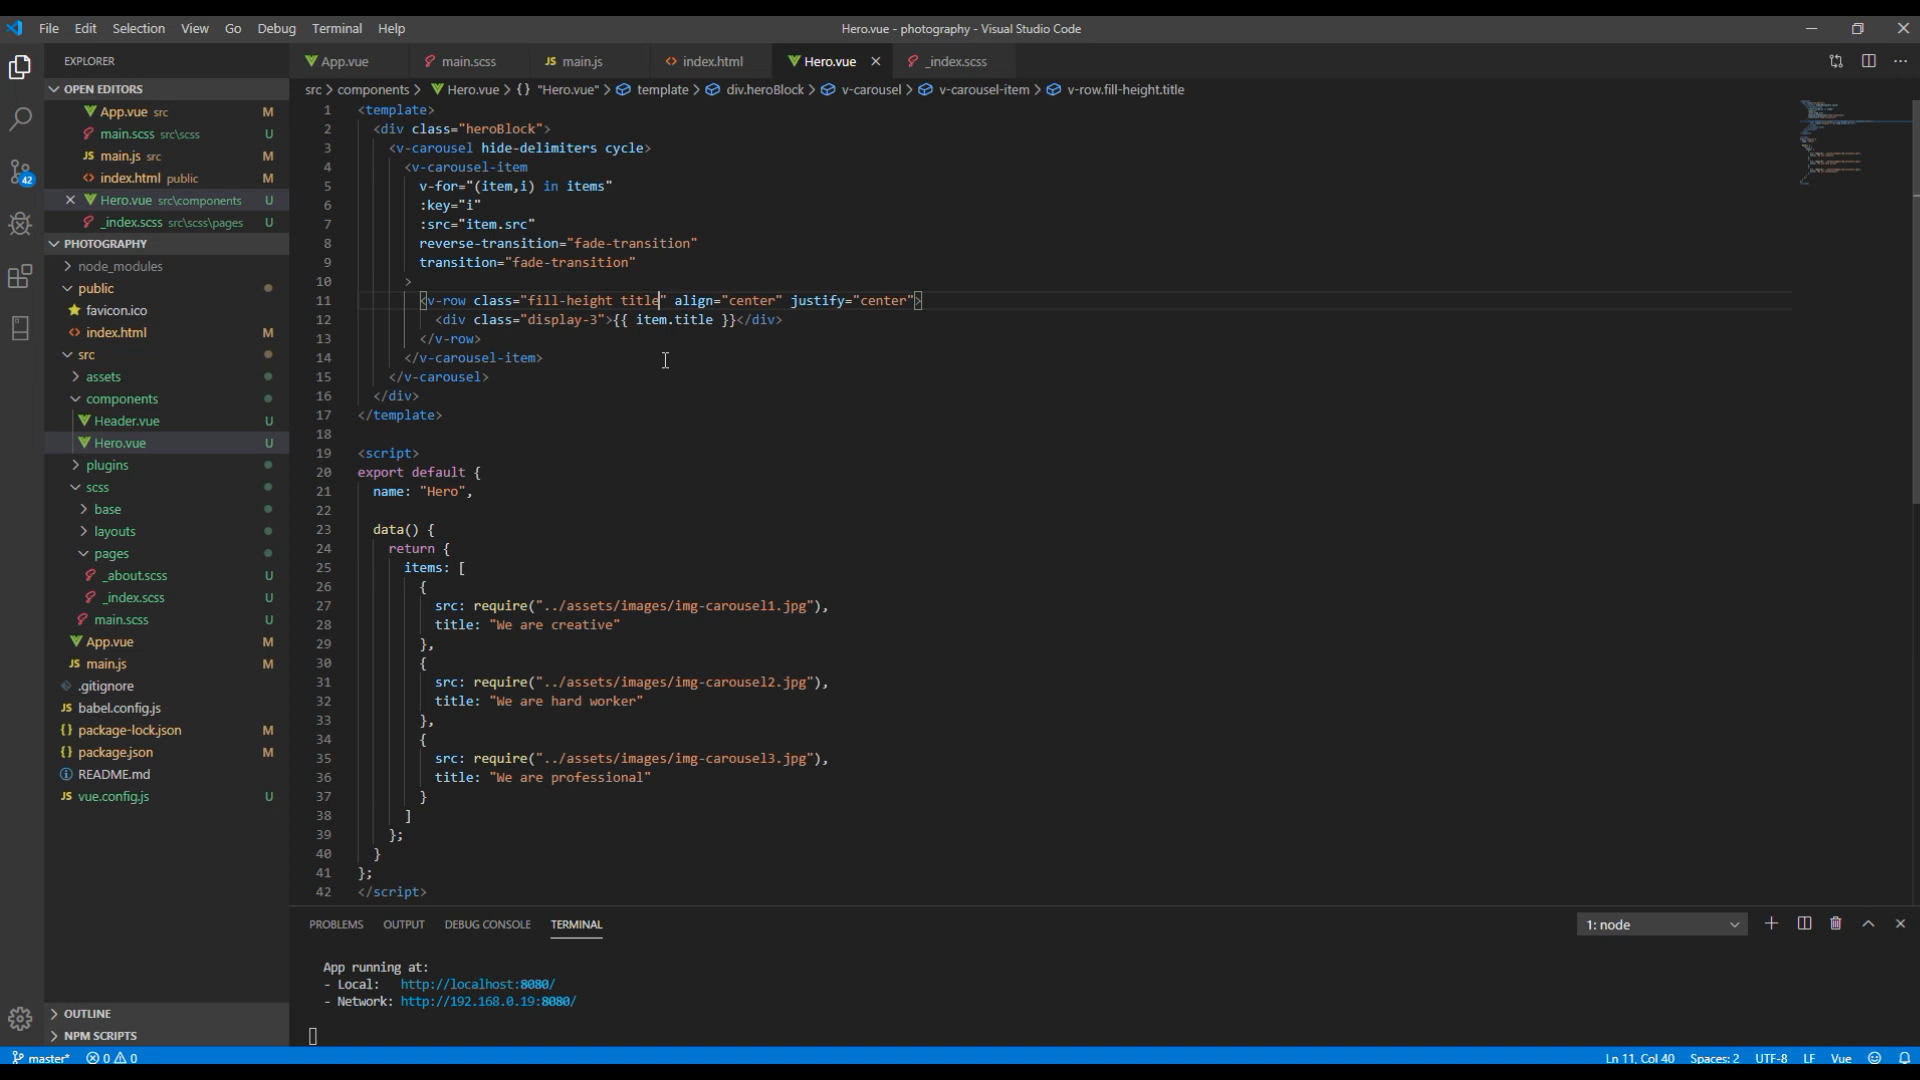 File Edit Selection View Go Debug Terminal Help
Hero.vue - photography - Visual Studio Code
EXPLORER
App.vue main.scss main.js index.html Hero.vue _index.scss
OPEN EDITORS
src > components > Hero.vue > {} "Hero.vue" > template > div.heroBlock > v-carousel > v-carousel-item > v-row.fill-height.title
App.vue src M
main.scss src\scss U
main.js src M
index.html public M
Hero.vue src\components U
_index.scss src\scss\pages U
PHOTOGRAPHY
node_modules
public
favicon.ico
index.html M
src
assets
components
Header.vue U
Hero.vue U
plugins
scss
base
layouts
pages
_about.scss U
_index.scss U
main.scss U
App.vue M
main.js M
.gitignore
babel.config.js
package-lock.json M
package.json M
README.md
vue.config.js U
OUTLINE
NPM SCRIPTS
42
1 <template>
2 <div class="heroBlock">
3 <v-carousel hide-delimiters cycle>
4 <v-carousel-item
5 v-for="(item,i) in items"
6 :key="i"
7 :src="item.src"
8 reverse-transition="fade-transition"
9 transition="fade-transition"
10 >
11 <v-row class="fill-height title" align="center" justify="center">
12 <div class="display-3">{{ item.title }}</div>
13 </v-row>
14 </v-carousel-item>
15 </v-carousel>
16 </div>
17 </template>
18
19 <script>
20 export default {
21 name: "Hero",
22
23 data() {
24 return {
25 items: [
26 {
27 src: require("../assets/images/img-carousel1.jpg"),
28 title: "We are creative"
29 },
30 {
31 src: require("../assets/images/img-carousel2.jpg"),
32 title: "We are hard worker"
33 },
34 {
35 src: require("../assets/images/img-carousel3.jpg"),
36 title: "We are professional"
37 }
38 ]
39 };
40 }
41 };
42 </script>
PROBLEMS OUTPUT DEBUG CONSOLE TERMINAL
1: node
App running at:
- Local: http://localhost:8080/
- Network: http://192.168.0.19:8080/
master* 0 0
Ln 11, Col 40 Spaces: 2 UTF-8 LF Vue